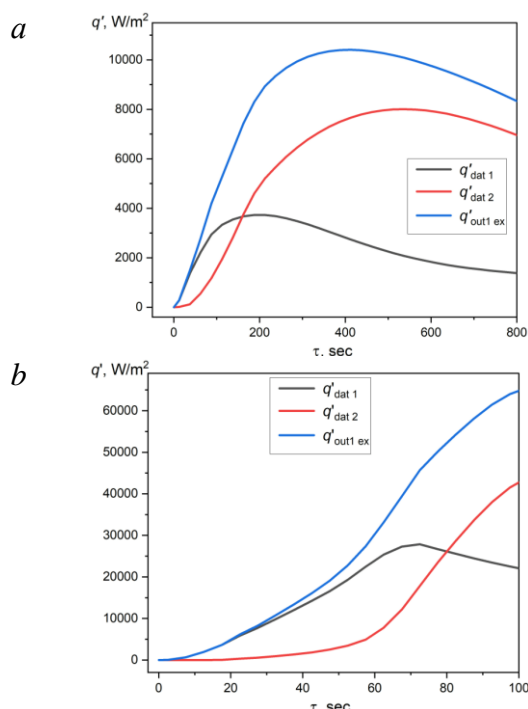 a
q', W/m²
10000
8000
6000
4000
2000
0
q'dat 1
q'dat 2
q'out1 ex
0 200 400 600 800
τ. sec
b
q', W/m²
60000
50000
40000
30000
20000
10000
0
q'dat 1
q'dat 2
q'out1 ex
0 20 40 60 80 100
τ. sec